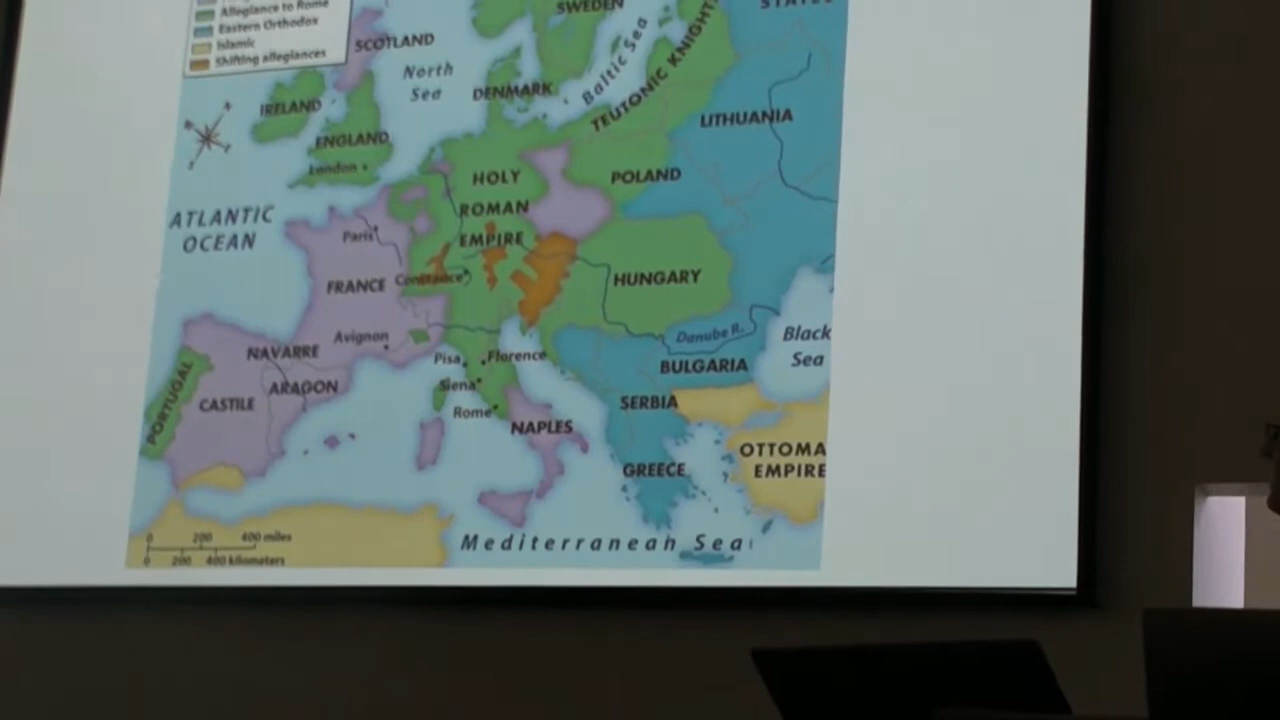 Allegiance to Rome
Eastern Orthodox
Islamic
Shifting allegiances
SWEDEN
SCOTLAND
North
Sea
DENMARK
Baltic Sea
TEUTONIC KNIGHTS
IRELAND
ENGLAND
London
LITHUANIA
HOLY
ROMAN
EMPIRE
POLAND
ATLANTIC
OCEAN
Paris
FRANCE
Constance
HUNGARY
Avignon
Danube R.
Black
Sea
NAVARRE
Pisa
Florence
BULGARIA
PORTUGAL
CASTILE
ARAGON
Siena
Rome
NAPLES
SERBIA
GREECE
OTTOMA
EMPIRE
0 200 400 miles
0 200 400 kilometers
Mediterranean Sea